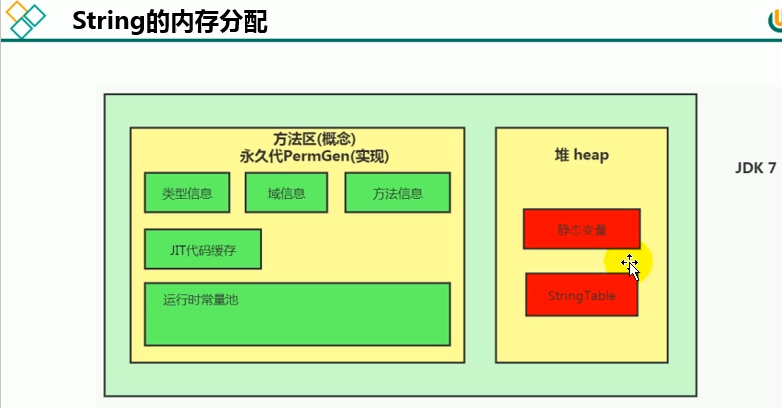 String的内存分配
方法区(概念)
永久代PermGen(实现)
堆 heap
JDK 7
类型信息
域信息
方法信息
静态变量
JIT代码缓存
StringTable
运行时常量池